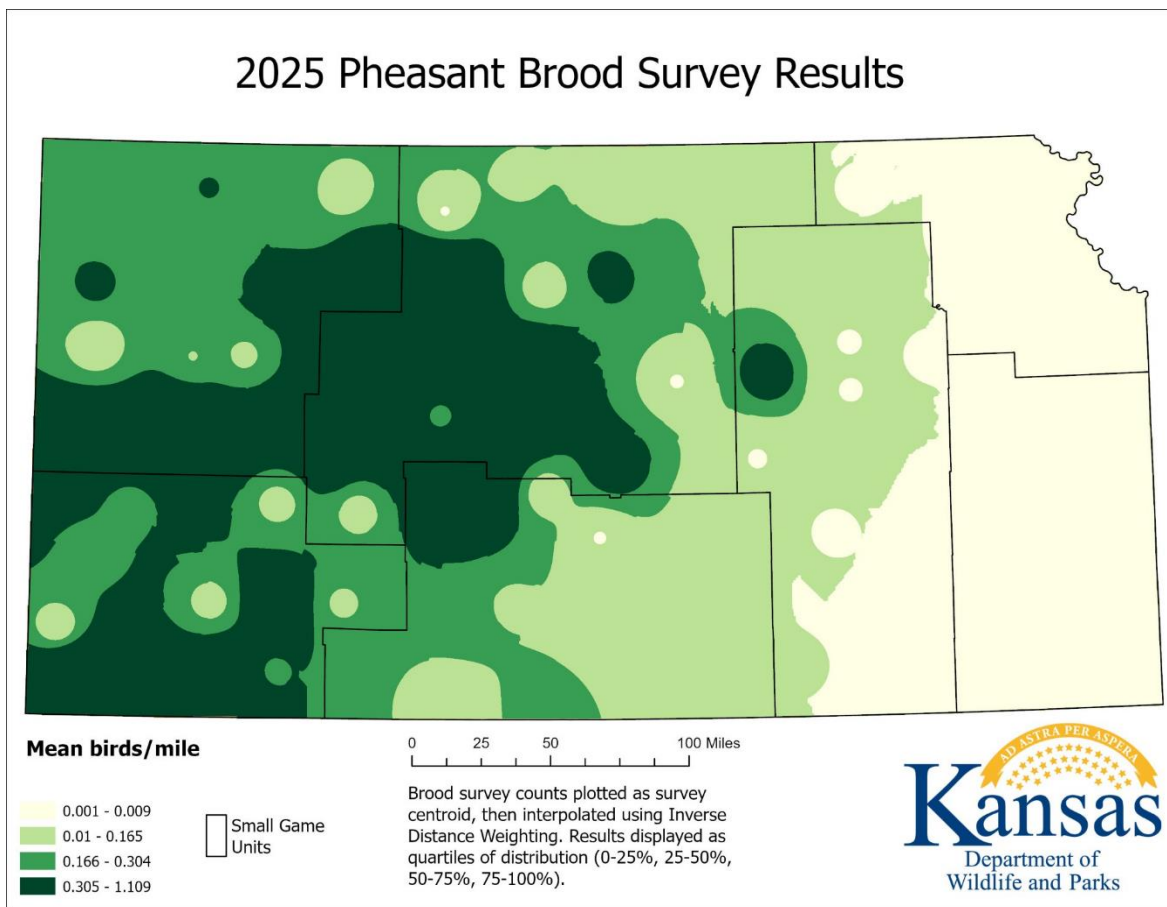 2025 Pheasant Brood Survey Results
Mean birds/mile
0.001 - 0.009
0.01 - 0.165
0.166 - 0.304
0.305 - 1.109
Small Game
Units
0 25 50 100 Miles
Brood survey counts plotted as survey
centroid, then interpolated using Inverse
Distance Weighting. Results displayed as
quartiles of distribution (0-25%, 25-50%,
50-75%, 75-100%).
AD ASTRA PER ASPERA
Kansas
Department of
Wildlife and Parks